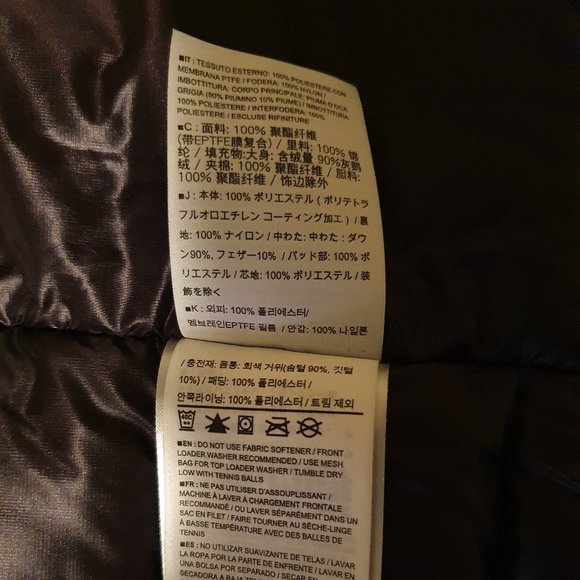 ■IT : TESSUTO ESTERNO: 100% POLIESTERE CON
MEMBRANA PTFE / FODERA: 100% NYLON /
IMBOTTITURA: CORPO PRINCIPALE: PIUMA D'OCA
GRIGIA (90% PIUMINO 10% PIUME) / IMBOTTITURA
100% POLIESTERE / INTERFODERA: 100%
POLIESTERE / ESCLUSE RIFINITURE
■C : 面料: 100% 聚酯纤维
(带EPTFE膜复合) / 里料: 100% 锦
纶 / 填充物:大身: 含绒量 90%灰鹅
绒 / 夹棉: 100% 聚酯纤维 / 胆料:
100% 聚酯纤维 / 饰边除外
■J : 本体: 100% ポリエステル ( ポリテトラ
フルオロエチレン コーティング加工 ) / 裏
地: 100% ナイロン / 中わた: 中わた : ダウ
ン90%, フェザー10% / パッド部: 100% ポ
リエステル / 芯地: 100% ポリエステル / 装
飾を除く
■K : 외피: 100% 폴리에스터/
멤브레인EPTFE 필름 / 안감: 100% 나일론
/ 충전재: 몸통: 회색 거위(솜털 90%, 깃털
10%) / 패딩: 100% 폴리에스터 /
안쪽라이닝: 100% 폴리에스터 / 트림 제외
40C
■EN : DO NOT USE FABRIC SOFTENER / FRONT
LOADER WASHER RECOMMENDED / USE MESH
BAG FOR TOP LOADER WASHER / TUMBLE DRY
LOW WITH TENNIS BALLS
■FR : NE PAS UTILISER D'ASSOUPLISSANT /
MACHINE À LAVER À CHARGEMENT FRONTALE
RECOMMANDÉ / OU LAVER SÉPARÉMENT DANS UN
SAC EN FILET / FAIRE TOURNER AU SÈCHE-LINGE
À BASSE TEMPÉRATURE AVEC DES BALLES DE
TENNIS
■ES : NO UTILIZAR SUAVIZANTE DE TELAS / LAVAR
LA ROPA POR LA PARTE DE ENFRENTE / LAVAR EN
UNA BOLSA POR SEPARADO / SECAR EN
SECADORA A BAJA